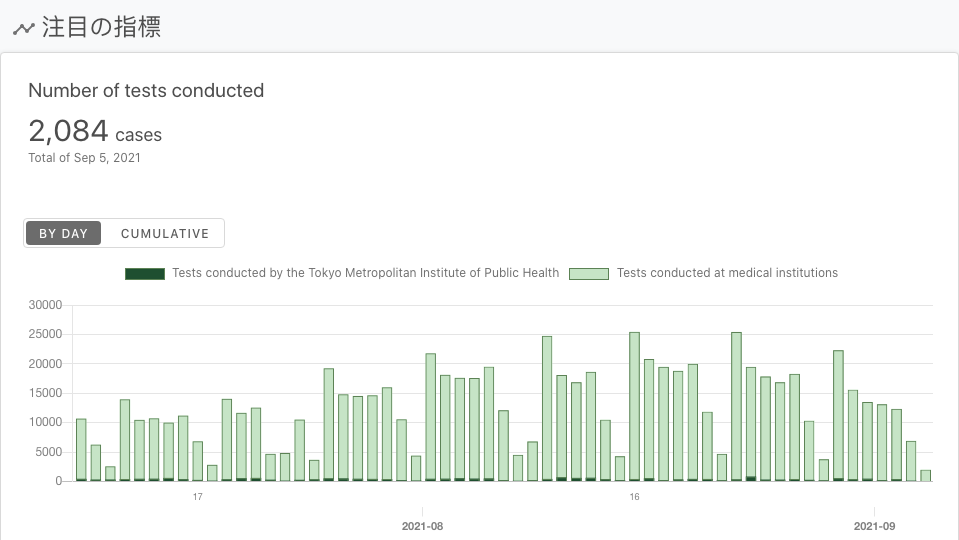 注目の指標
Number of tests conducted
2,084 cases
Total of Sep 5, 2021
BY DAY CUMULATIVE
Tests conducted by the Tokyo Metropolitan Institute of Public Health Tests conducted at medical institutions
30000
25000
20000
15000
10000
5000
0
17 16
2021-08 2021-09